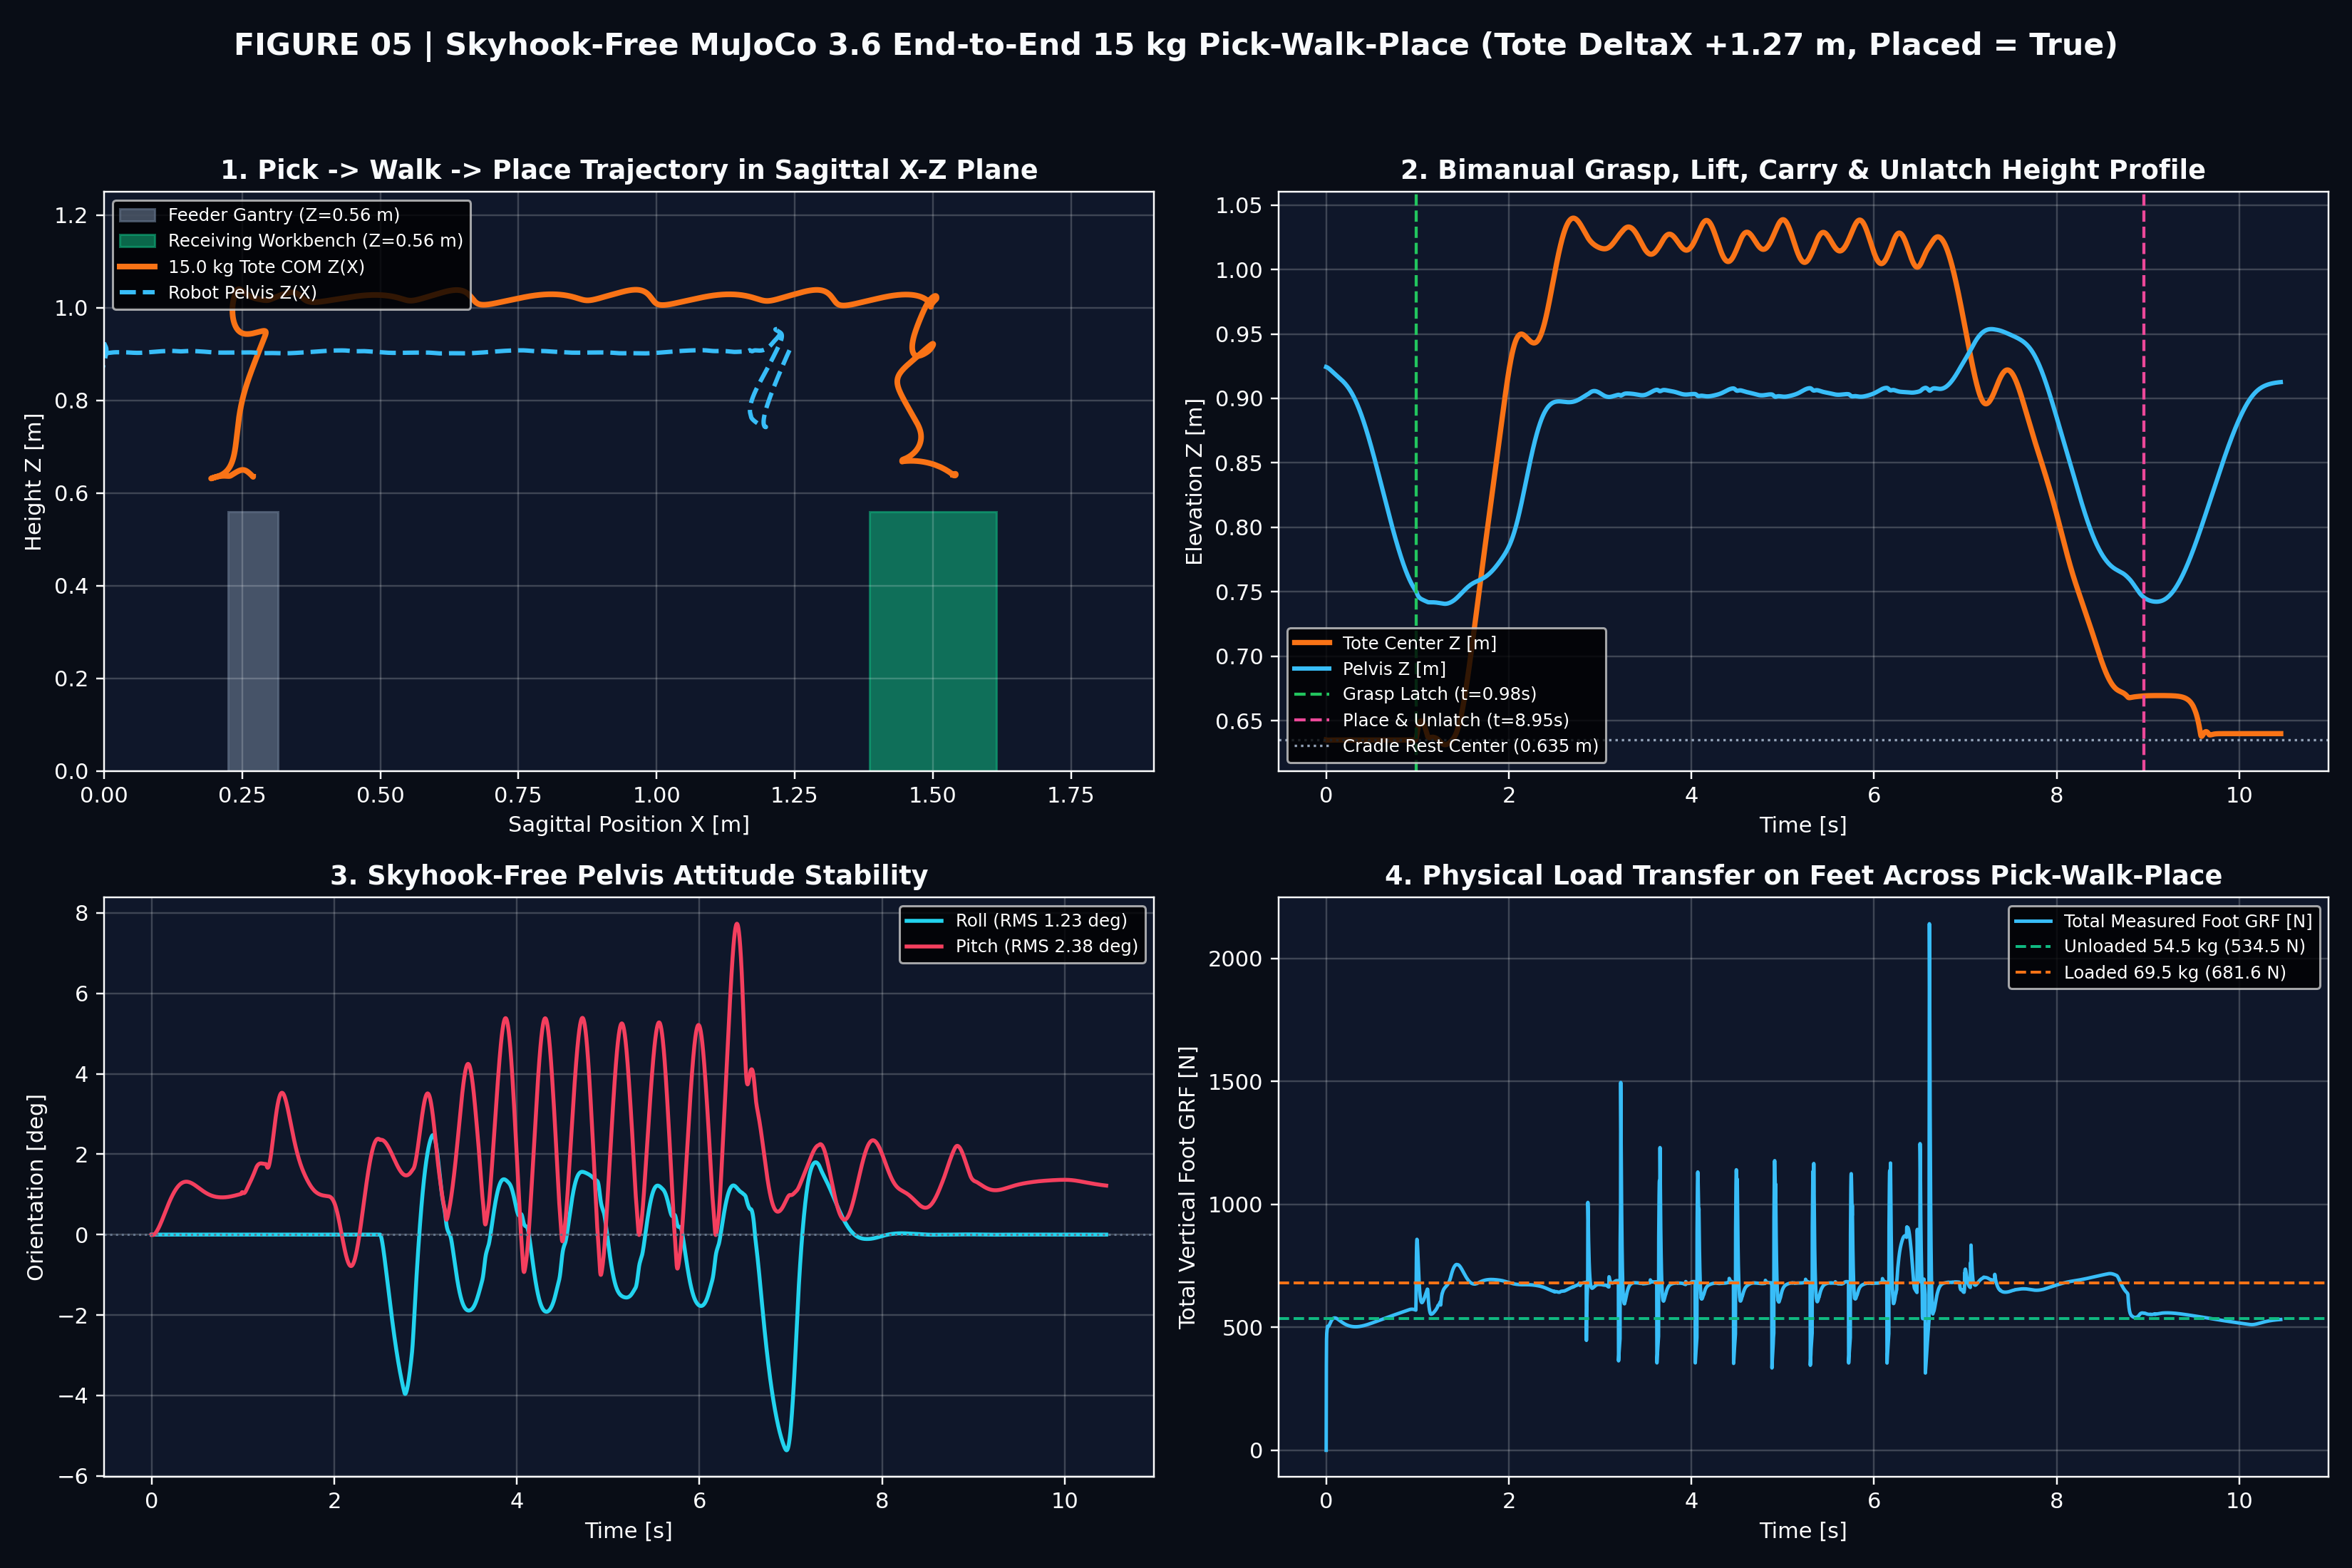 FIGURE 05 | Skyhook-Free MuJoCo 3.6 End-to-End 15 kg Pick-Walk-Place (Tote DeltaX +1.27 m, Placed = True)
1. Pick -> Walk -> Place Trajectory in Sagittal X-Z Plane
Feeder Gantry (Z=0.56 m)
Receiving Workbench (Z=0.56 m)
15.0 kg Tote COM Z(X)
Robot Pelvis Z(X)
Height Z [m]
1.2
1.0
0.8
0.6
0.4
0.2
0.0
0.00 0.25 0.50 0.75 1.00 1.25 1.50 1.75
Sagittal Position X [m]
2. Bimanual Grasp, Lift, Carry & Unlatch Height Profile
Elevation Z [m]
1.05
1.00
0.95
0.90
0.85
0.80
0.75
0.70
0.65
Tote Center Z [m]
Pelvis Z [m]
Grasp Latch (t=0.98s)
Place & Unlatch (t=8.95s)
Cradle Rest Center (0.635 m)
0 2 4 6 8 10
Time [s]
3. Skyhook-Free Pelvis Attitude Stability
Roll (RMS 1.23 deg)
Pitch (RMS 2.38 deg)
Orientation [deg]
8
6
4
2
0
−2
−4
−6
0 2 4 6 8 10
Time [s]
4. Physical Load Transfer on Feet Across Pick-Walk-Place
Total Measured Foot GRF [N]
Unloaded 54.5 kg (534.5 N)
Loaded 69.5 kg (681.6 N)
Total Vertical Foot GRF [N]
2000
1500
1000
500
0
0 2 4 6 8 10
Time [s]